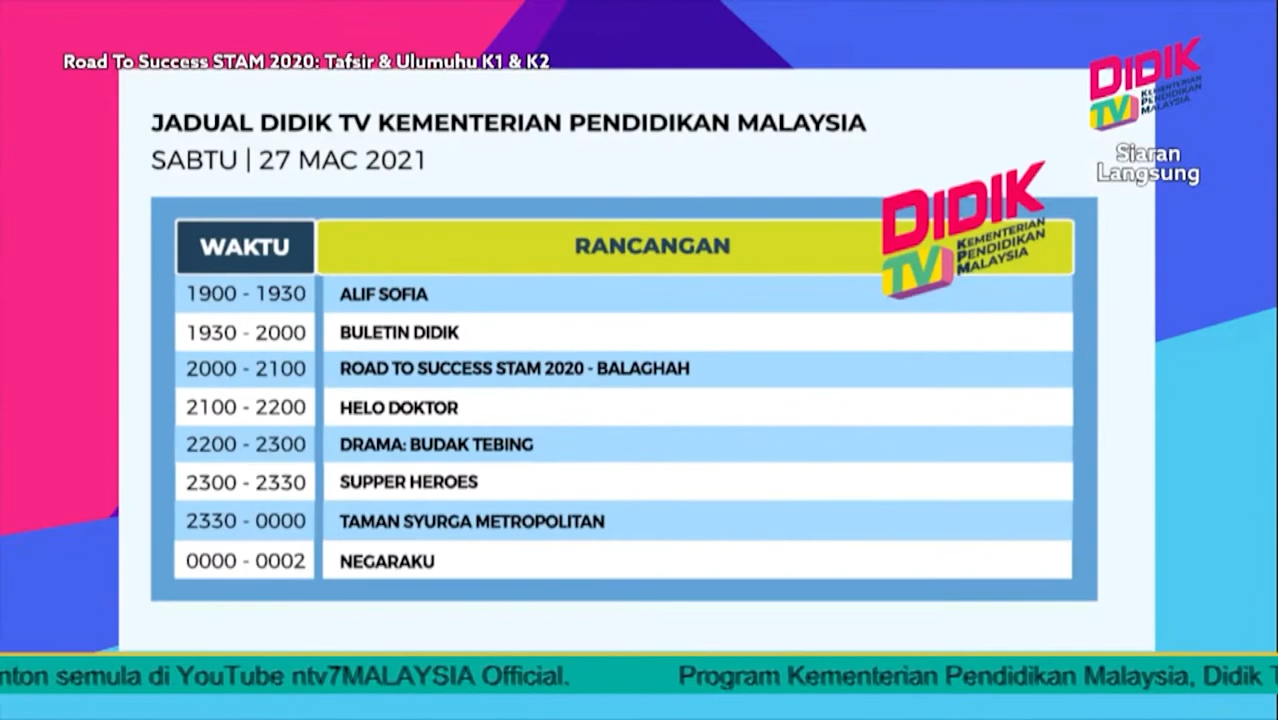 Road To Success STAM 2020: Tafsir & Ulumuhu K1 & K2
DIDIK
TV KEMENTERIAN
PENDIDIKAN
MALAYSIA
Siaran
Langsung
JADUAL DIDIK TV KEMENTERIAN PENDIDIKAN MALAYSIA
SABTU | 27 MAC 2021
DIDIK
TV KEMENTERIAN
PENDIDIKAN
MALAYSIA
WAKTU RANCANGAN
1900 - 1930 ALIF SOFIA
1930 - 2000 BULETIN DIDIK
2000 - 2100 ROAD TO SUCCESS STAM 2020 - BALAGHAH
2100 - 2200 HELO DOKTOR
2200 - 2300 DRAMA: BUDAK TEBING
2300 - 2330 SUPPER HEROES
2330 - 0000 TAMAN SYURGA METROPOLITAN
0000 - 0002 NEGARAKU
nton semula di YouTube ntv7MALAYSIA Official. Program Kementerian Pendidikan Malaysia, Didik T